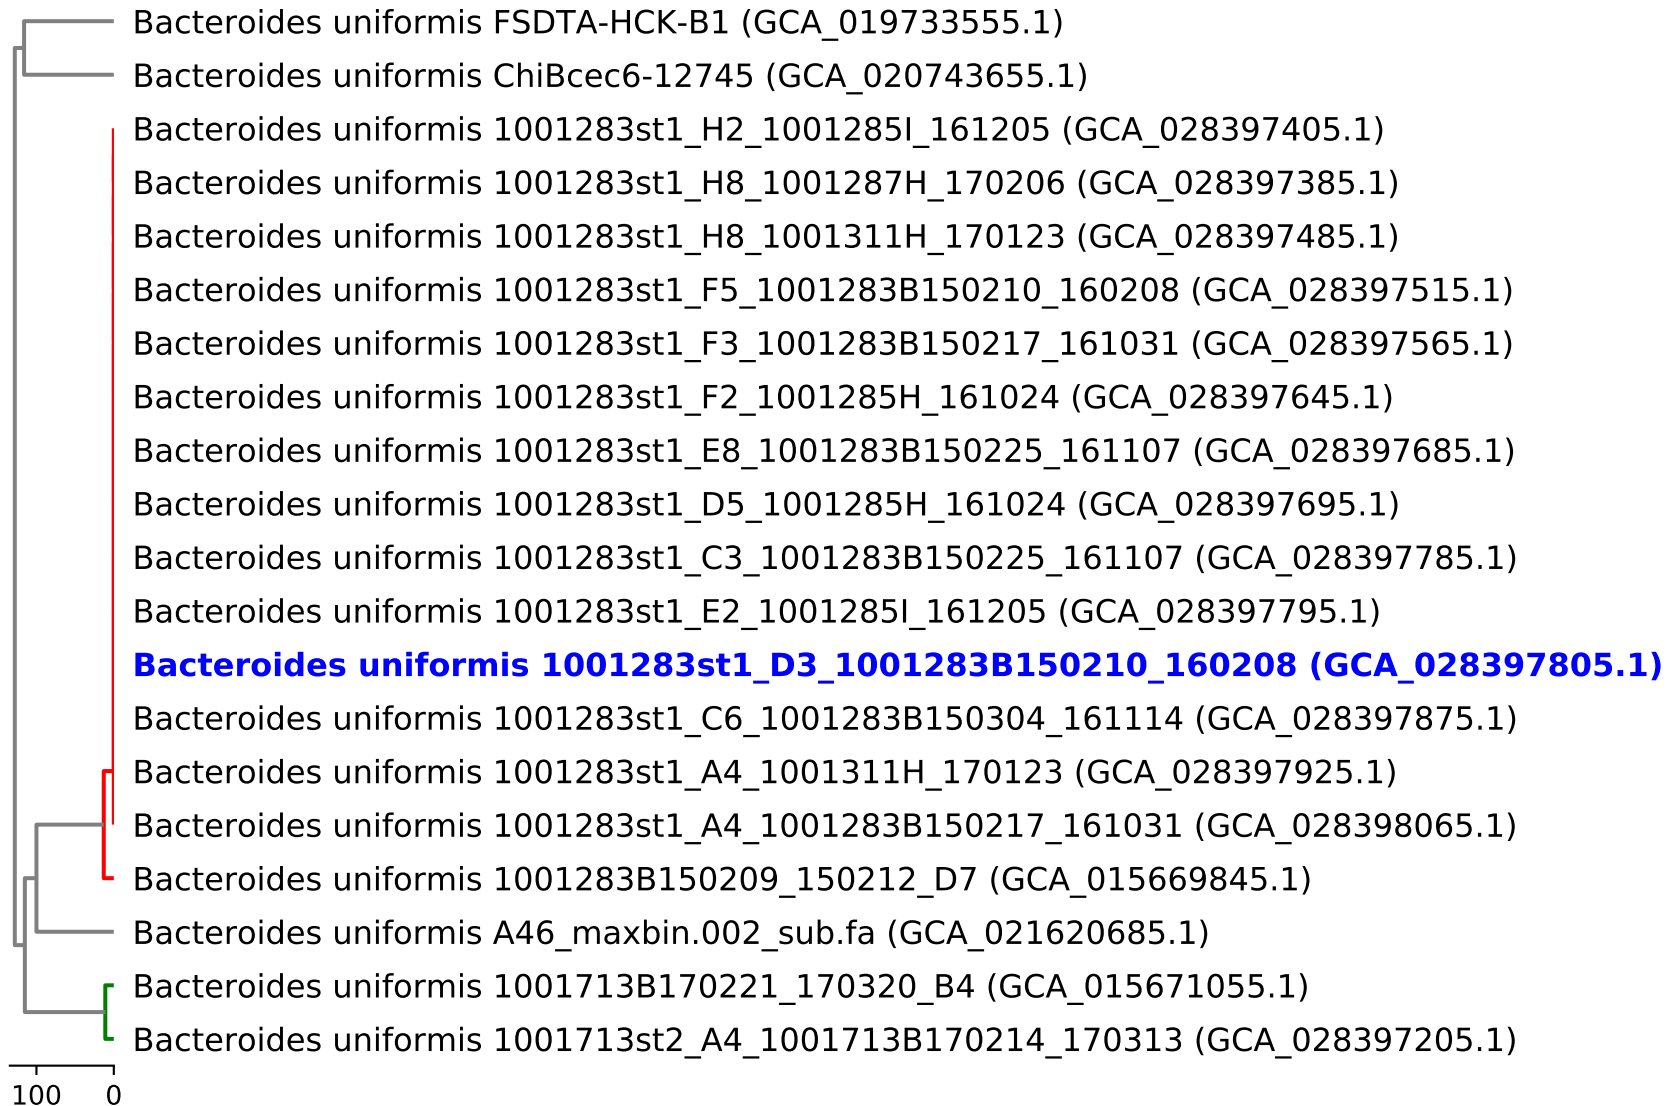 Bacteroides uniformis FSDTA-HCK-B1 (GCA_019733555.1)
Bacteroides uniformis ChiBcec6-12745 (GCA_020743655.1)
Bacteroides uniformis 1001283st1_H2_1001285I_161205 (GCA_028397405.1)
Bacteroides uniformis 1001283st1_H8_1001287H_170206 (GCA_028397385.1)
Bacteroides uniformis 1001283st1_H8_1001311H_170123 (GCA_028397485.1)
Bacteroides uniformis 1001283st1_F5_1001283B150210_160208 (GCA_028397515.1)
Bacteroides uniformis 1001283st1_F3_1001283B150217_161031 (GCA_028397565.1)
Bacteroides uniformis 1001283st1_F2_1001285H_161024 (GCA_028397645.1)
Bacteroides uniformis 1001283st1_E8_1001283B150225_161107 (GCA_028397685.1)
Bacteroides uniformis 1001283st1_D5_1001285H_161024 (GCA_028397695.1)
Bacteroides uniformis 1001283st1_C3_1001283B150225_161107 (GCA_028397785.1)
Bacteroides uniformis 1001283st1_E2_1001285I_161205 (GCA_028397795.1)
Bacteroides uniformis 1001283st1_D3_1001283B150210_160208 (GCA_028397805.1)
Bacteroides uniformis 1001283st1_C6_1001283B150304_161114 (GCA_028397875.1)
Bacteroides uniformis 1001283st1_A4_1001311H_170123 (GCA_028397925.1)
Bacteroides uniformis 1001283st1_A4_1001283B150217_161031 (GCA_028398065.1)
Bacteroides uniformis 1001283B150209_150212_D7 (GCA_015669845.1)
Bacteroides uniformis A46_maxbin.002_sub.fa (GCA_021620685.1)
Bacteroides uniformis 1001713B170221_170320_B4 (GCA_015671055.1)
Bacteroides uniformis 1001713st2_A4_1001713B170214_170313 (GCA_028397205.1)
100 0